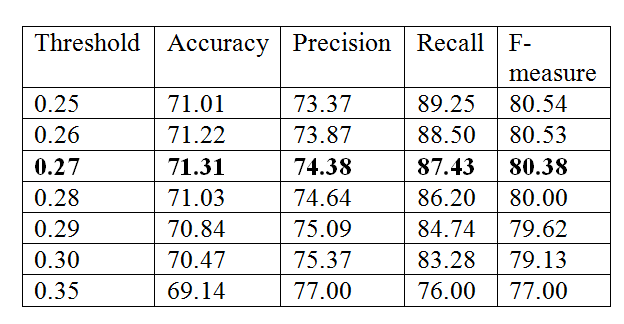 Threshold Accuracy Precision Recall F-
measure
0.25 71.01 73.37 89.25 80.54
0.26 71.22 73.87 88.50 80.53
0.27 71.31 74.38 87.43 80.38
0.28 71.03 74.64 86.20 80.00
0.29 70.84 75.09 84.74 79.62
0.30 70.47 75.37 83.28 79.13
0.35 69.14 77.00 76.00 77.00